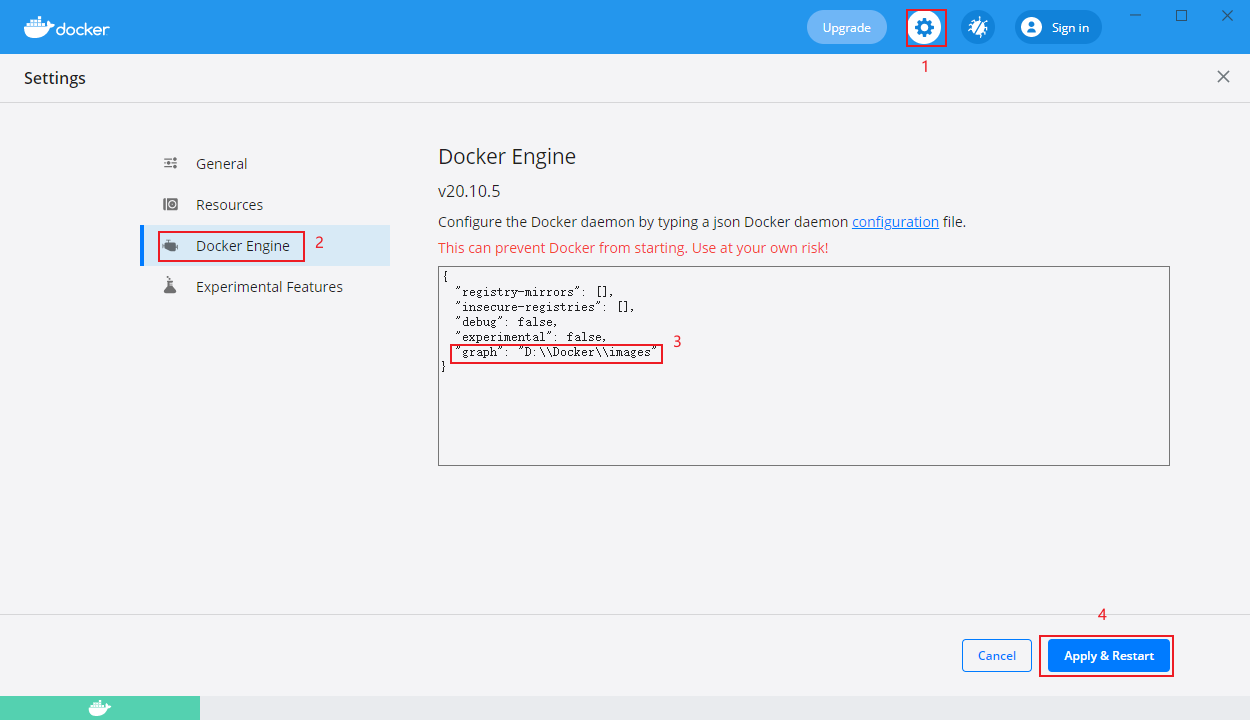 docker
Upgrade
Sign in
1
Settings
General
Resources
Docker Engine 2
Experimental Features
Docker Engine
v20.10.5
Configure the Docker daemon by typing a json Docker daemon configuration file.
This can prevent Docker from starting. Use at your own risk!
{
"registry-mirrors": [],
"insecure-registries": [],
"debug": false,
"experimental": false,
"graph": "D:\\Docker\\images" 3
}
4
Cancel
Apply & Restart